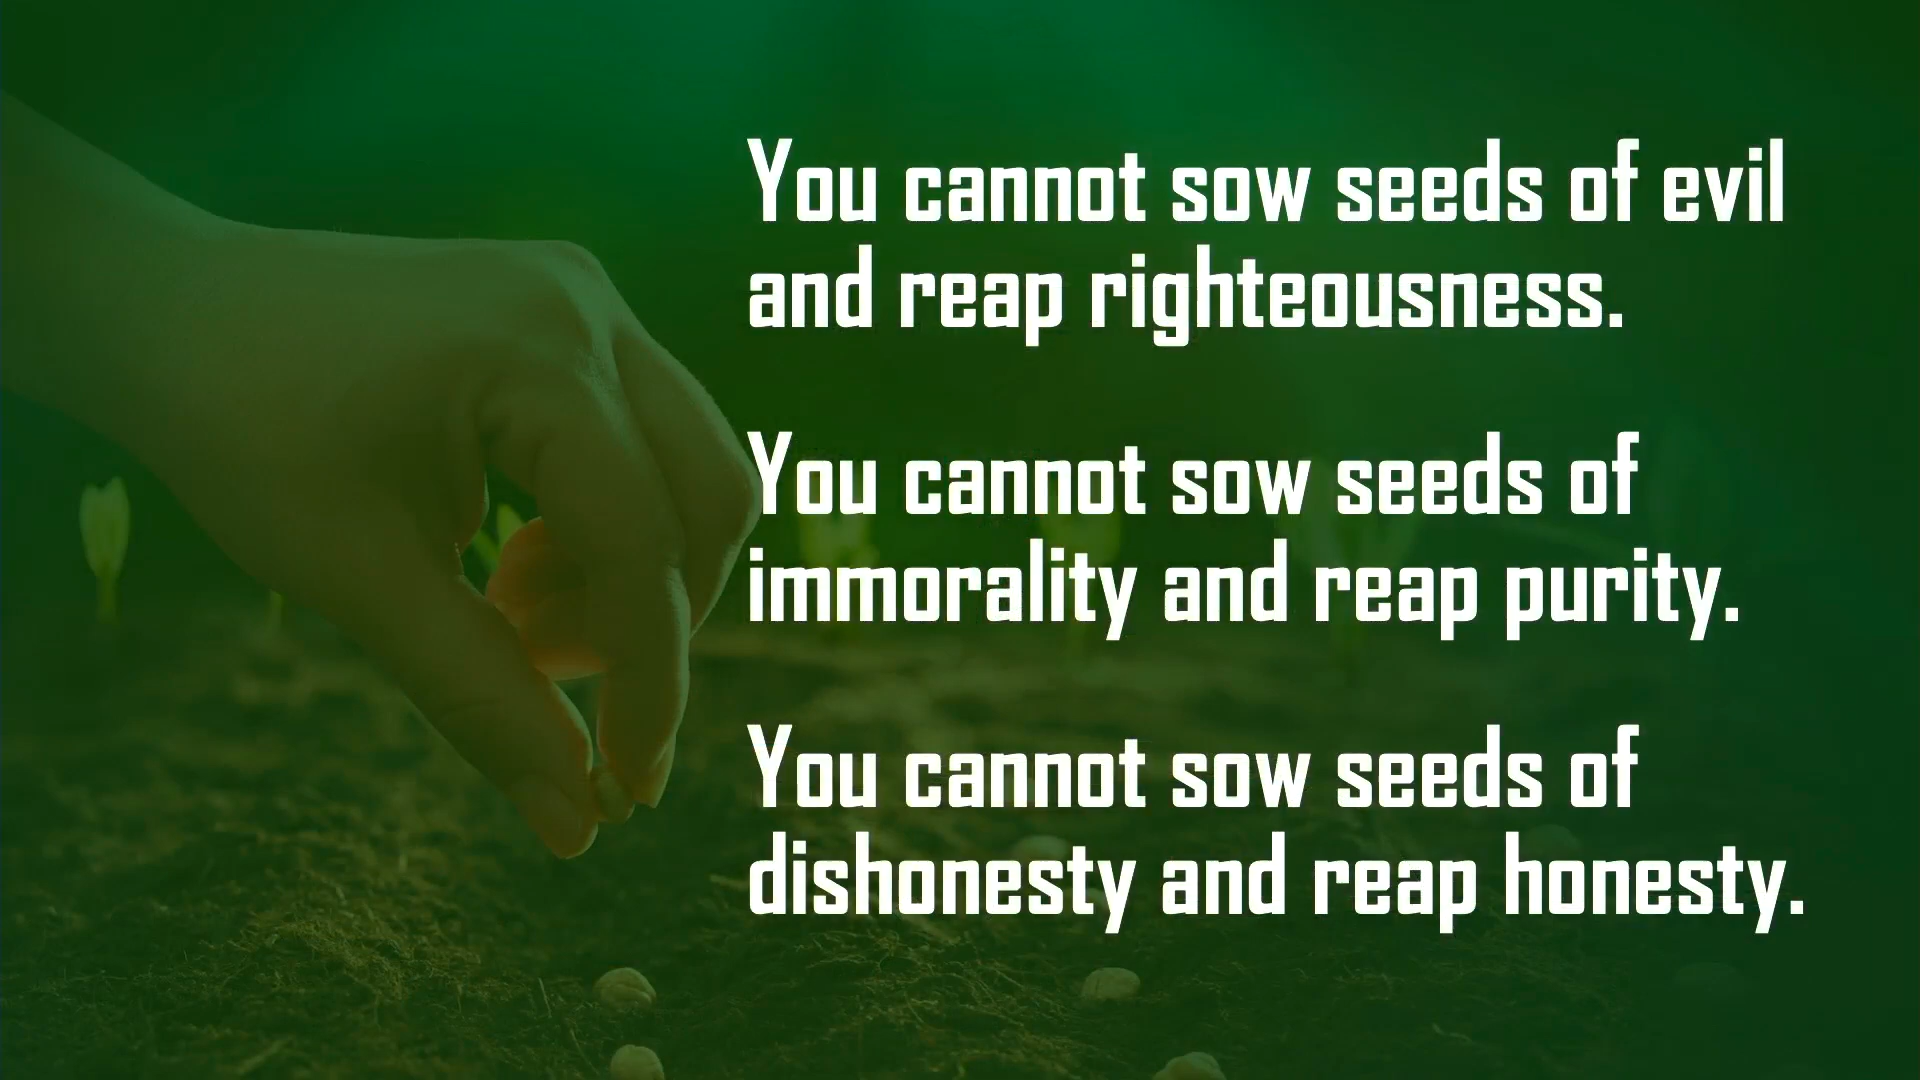 You cannot sow seeds of evil
and reap righteousness.
You cannot sow seeds of
immorality and reap purity.
You cannot sow seeds of
dishonesty and reap honesty.